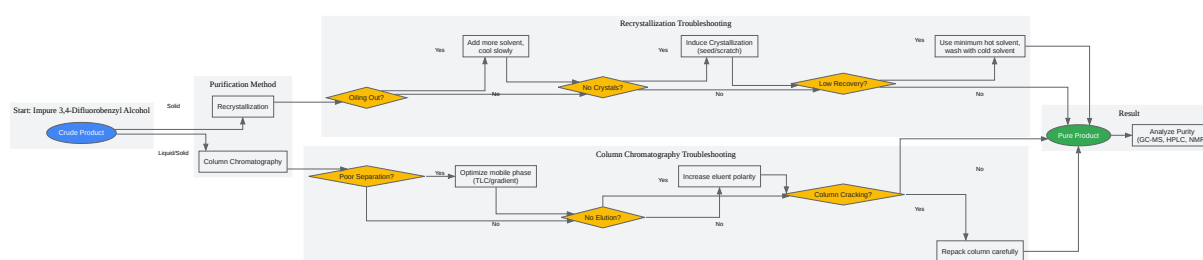 Recrystallization Troubleshooting
Add more solvent,
cool slowly
Yes
Induce Crystallization
(seed/scratch)
Yes
Use minimum hot solvent,
wash with cold solvent
Yes
Purification Method
Oiling Out?
No Crystals?
Low Recovery?
No
No
No
Solid
Recrystallization
Start: Impure 3,4-Difluorobenzyl Alcohol
Crude Product
Liquid/Solid
Column Chromatography
Result
Pure Product
Analyze Purity
(GC-MS, HPLC, NMR
Column Chromatography Troubleshooting
Poor Separation?
Yes
Optimize mobile phase
(TLC/gradient)
Yes
Increase eluent polarity
Column Cracking?
No
No Elution?
No
No
Yes
Repack column carefully